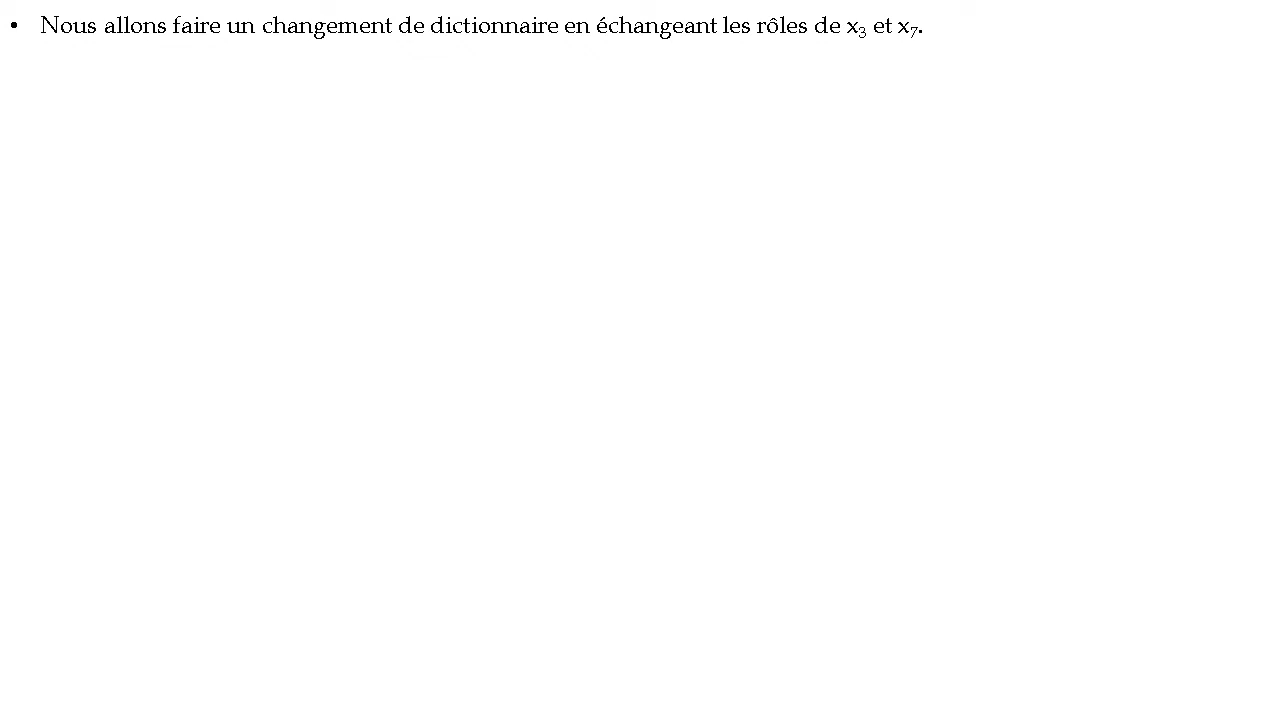 • Nous allons faire un changement de dictionnaire en échangeant les rôles de x₃ et x₇.